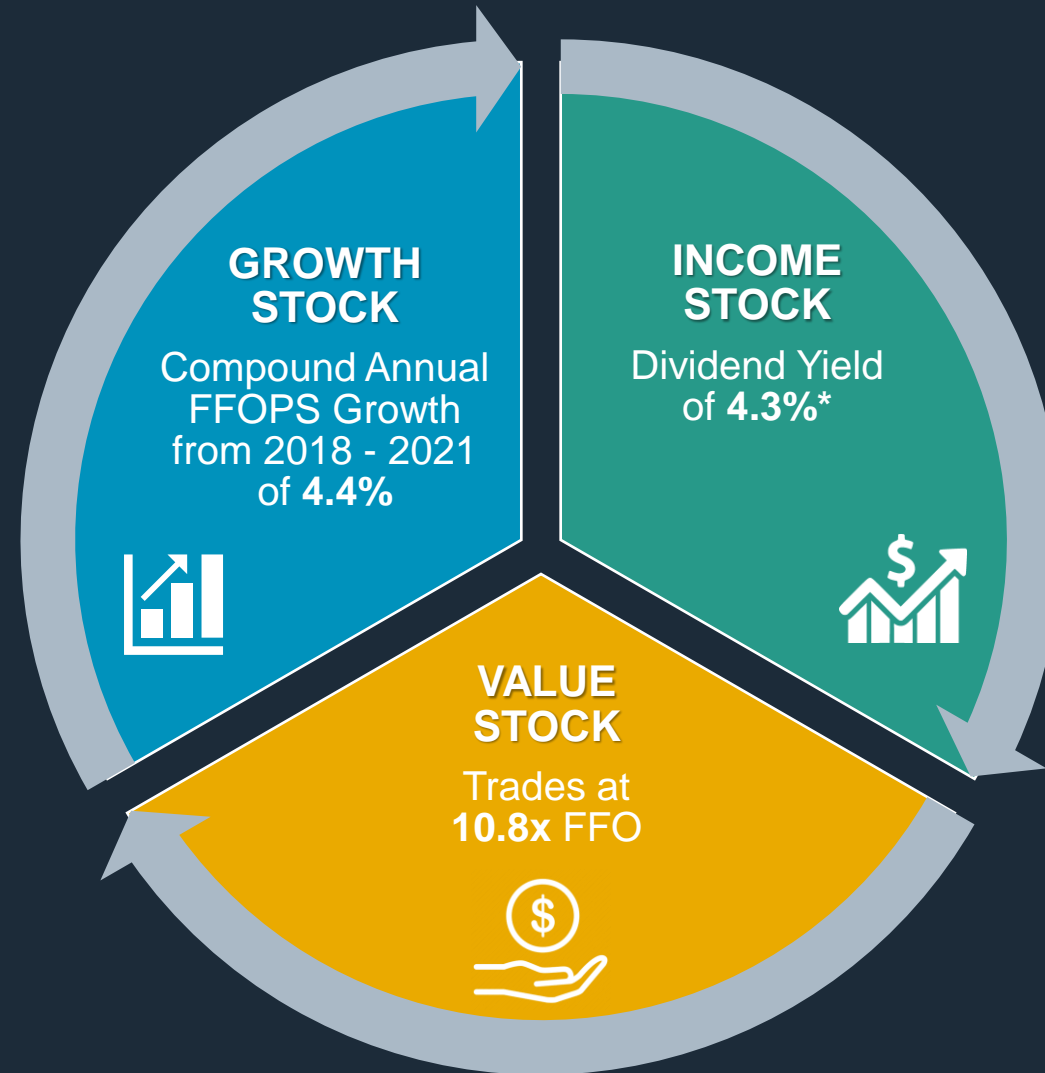 GROWTH
STOCK
Compound Annual
FFOPS Growth
from 2018 - 2021
of 4.4%
INCOME
STOCK
Dividend Yield
of 4.3%*
$
VALUE
STOCK
Trades at
10.8x FFO
$